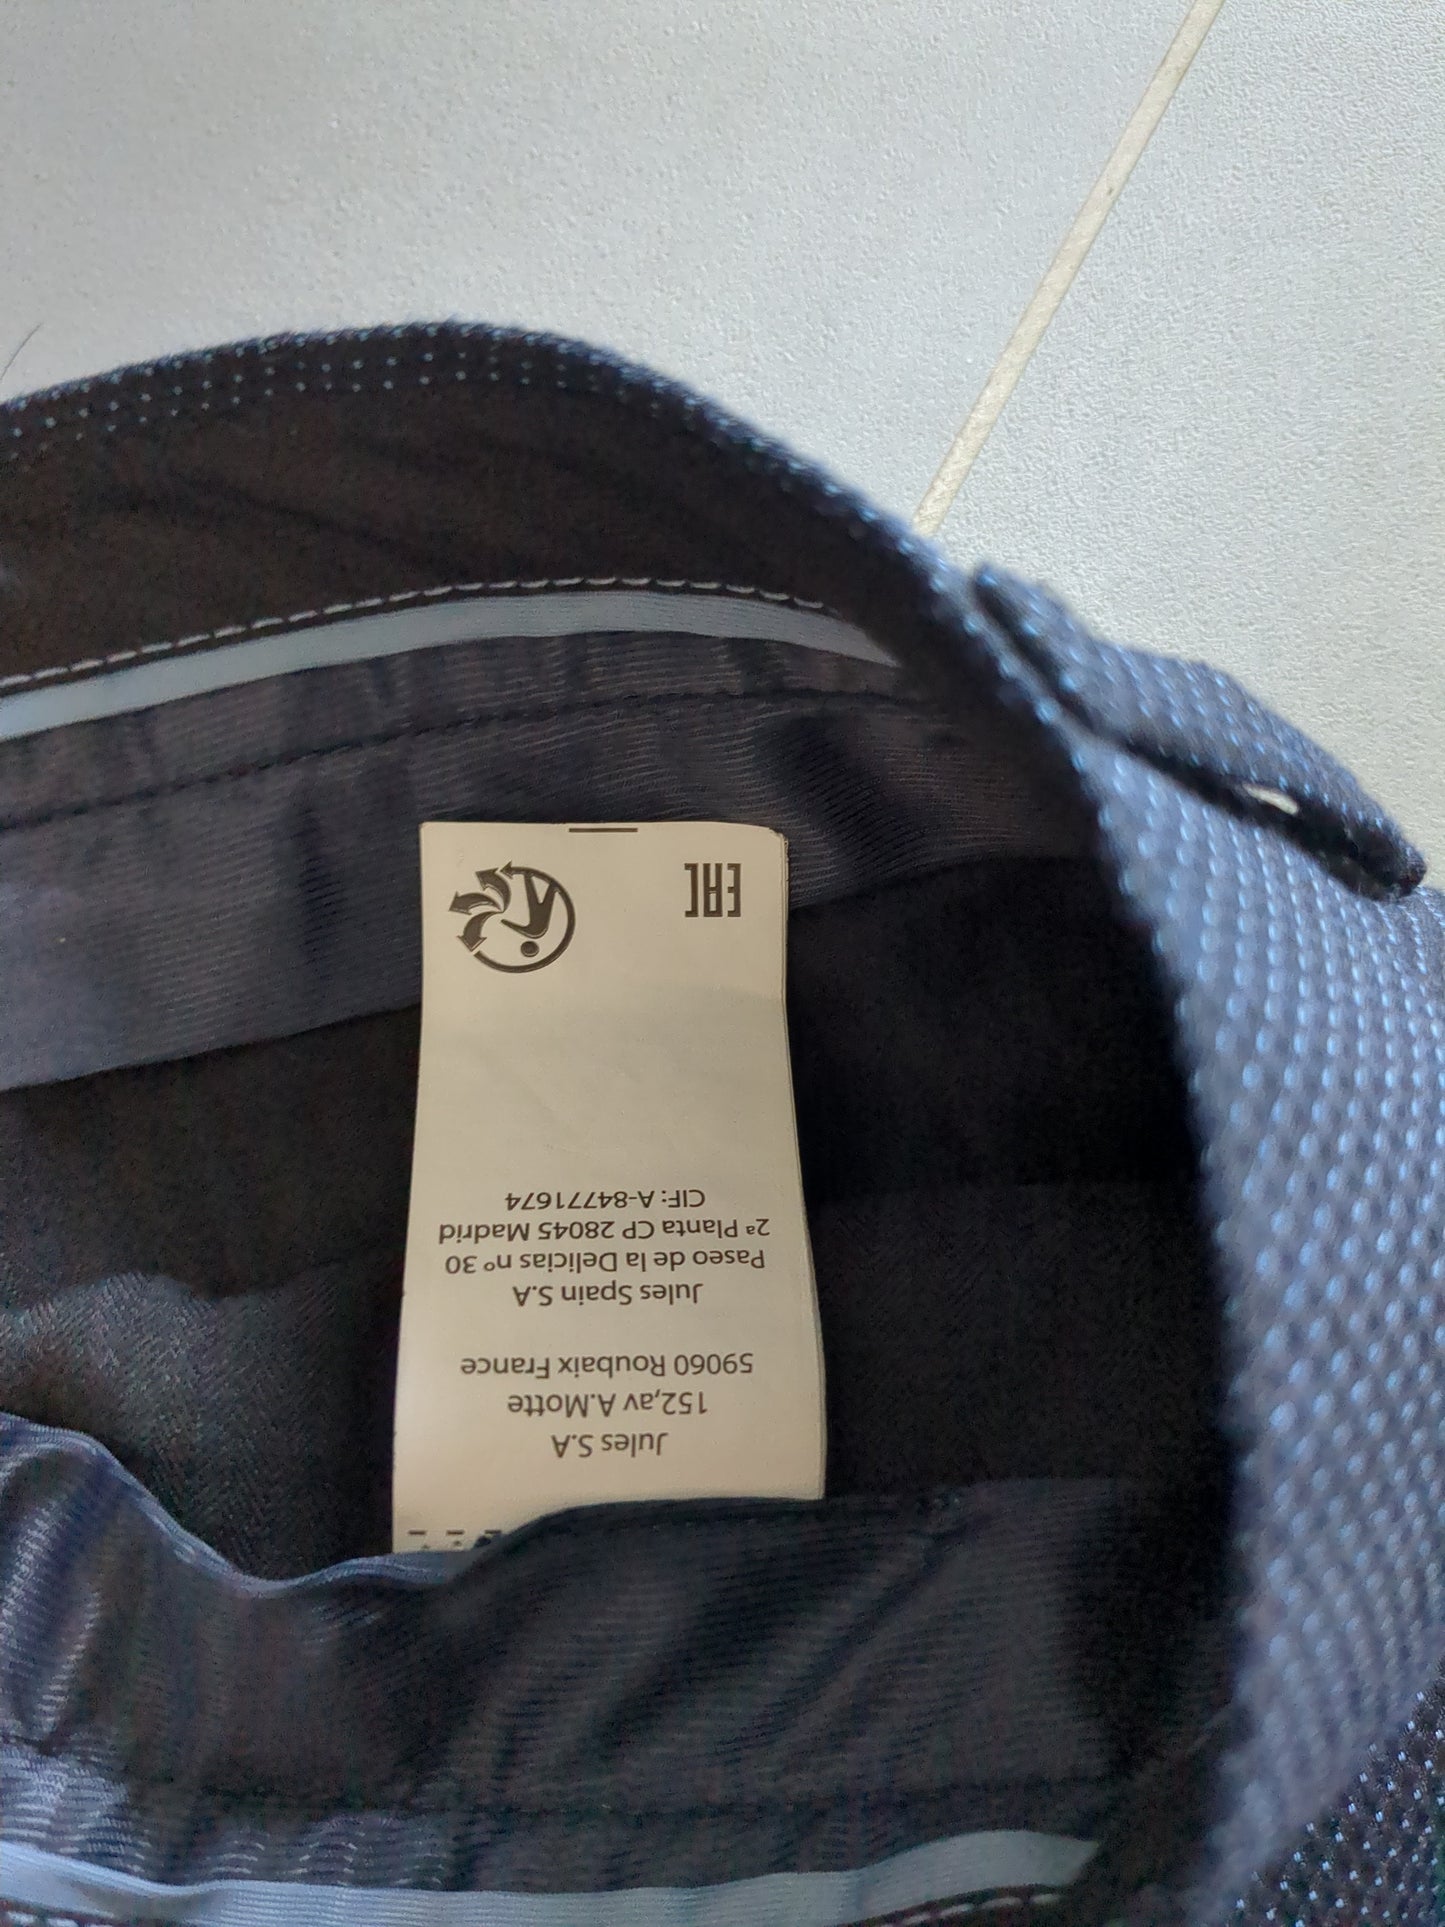 Jules S.A
152,av A.Motte
59060 Roubaix France
Jules Spain S.A
Paseo de la Delicias nº 30
2ª Planta CP 28045 Madrid
CIF: A-84771674
EAC